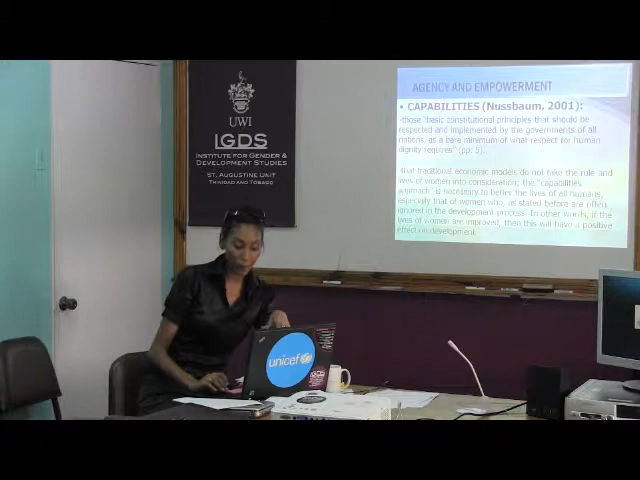 UWI
IGDS
INSTITUTE FOR GENDER &
DEVELOPMENT STUDIES
ST. AUGUSTINE UNIT
TRINIDAD AND TOBAGO
AGENCY AND EMPOWERMENT
• CAPABILITIES (Nussbaum, 2001):
-those "basic constitutional principles that should be
respected and implemented by the governments of all
nations, as a bare minimum of what respect for human
dignity requires" (pp. 5).
-that traditional economic models do not take the role and
lives of women into consideration; the "capabilities
approach" is necessary to better the lives of all humans,
especially that of women who, as stated before are often
ignored in the development process. In other words, if the
lives of women are improved, then this will have a positive
effect on development
unicef
IGDS